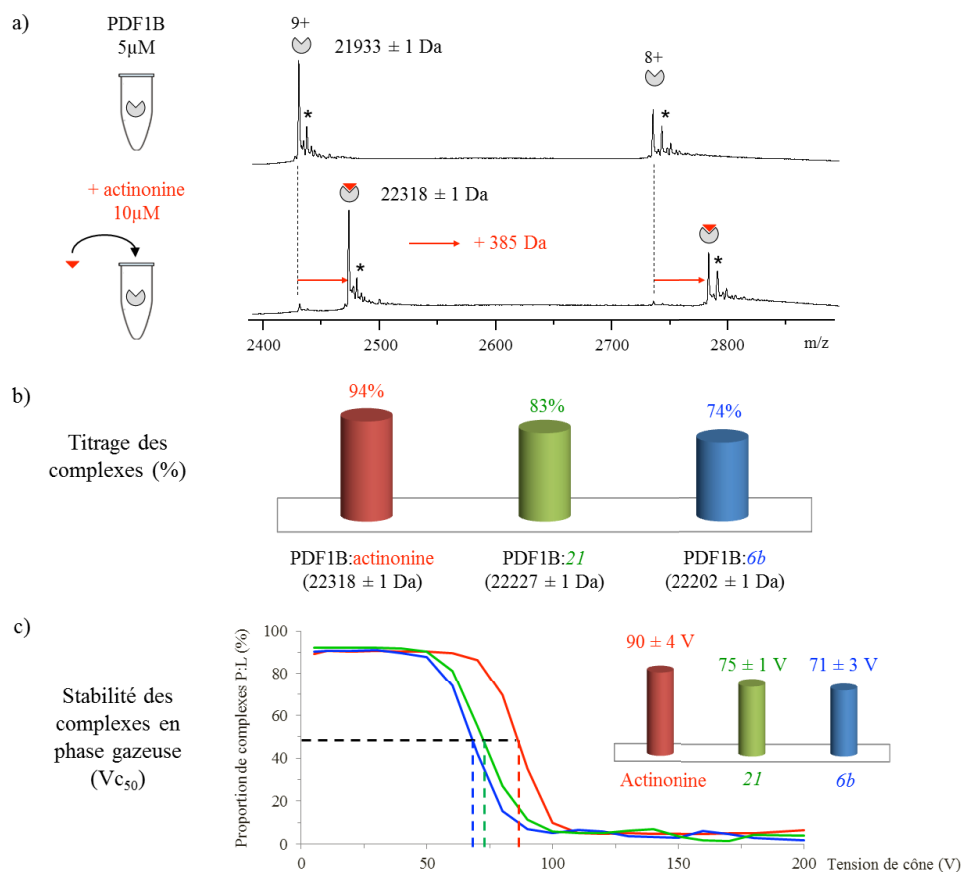 a)
PDF1B
5µM
+ actinonine
10µM
9+
21933 ± 1 Da
*
8+
*
22318 ± 1 Da
+ 385 Da
*
*
2400
2500
2600
2700
2800
m/z
b)
Titrage des
complexes (%)
94%
83%
74%
PDF1B:actinonine
(22318 ± 1 Da)
PDF1B:21
(22227 ± 1 Da)
PDF1B:6b
(22202 ± 1 Da)
c)
Stabilité des
complexes en
phase gazeuse
(Vc50)
Proportion de complexes P:L (%)
100
80
60
40
20
0
0
50
100
150
200
Tension de cône (V)
90 ± 4 V
75 ± 1 V
71 ± 3 V
Actinonine
21
6b